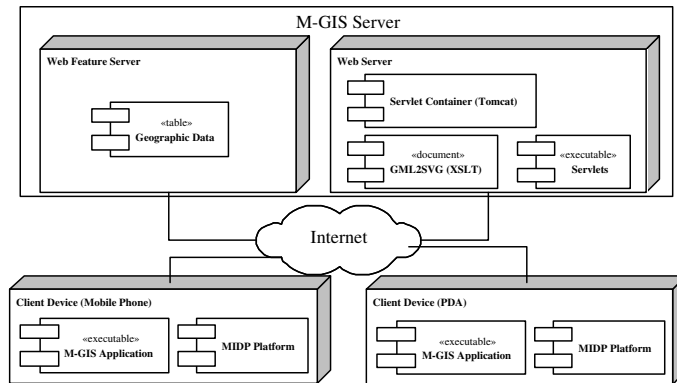 M-GIS Server
Web Feature Server
«table»
Geographic Data
Web Server
Servlet Container (Tomcat)
«document»
GML2SVG (XSLT)
«executable»
Servlets
Internet
Client Device (Mobile Phone)
«executable»
M-GIS Application
MIDP Platform
Client Device (PDA)
«executable»
M-GIS Application
MIDP Platform